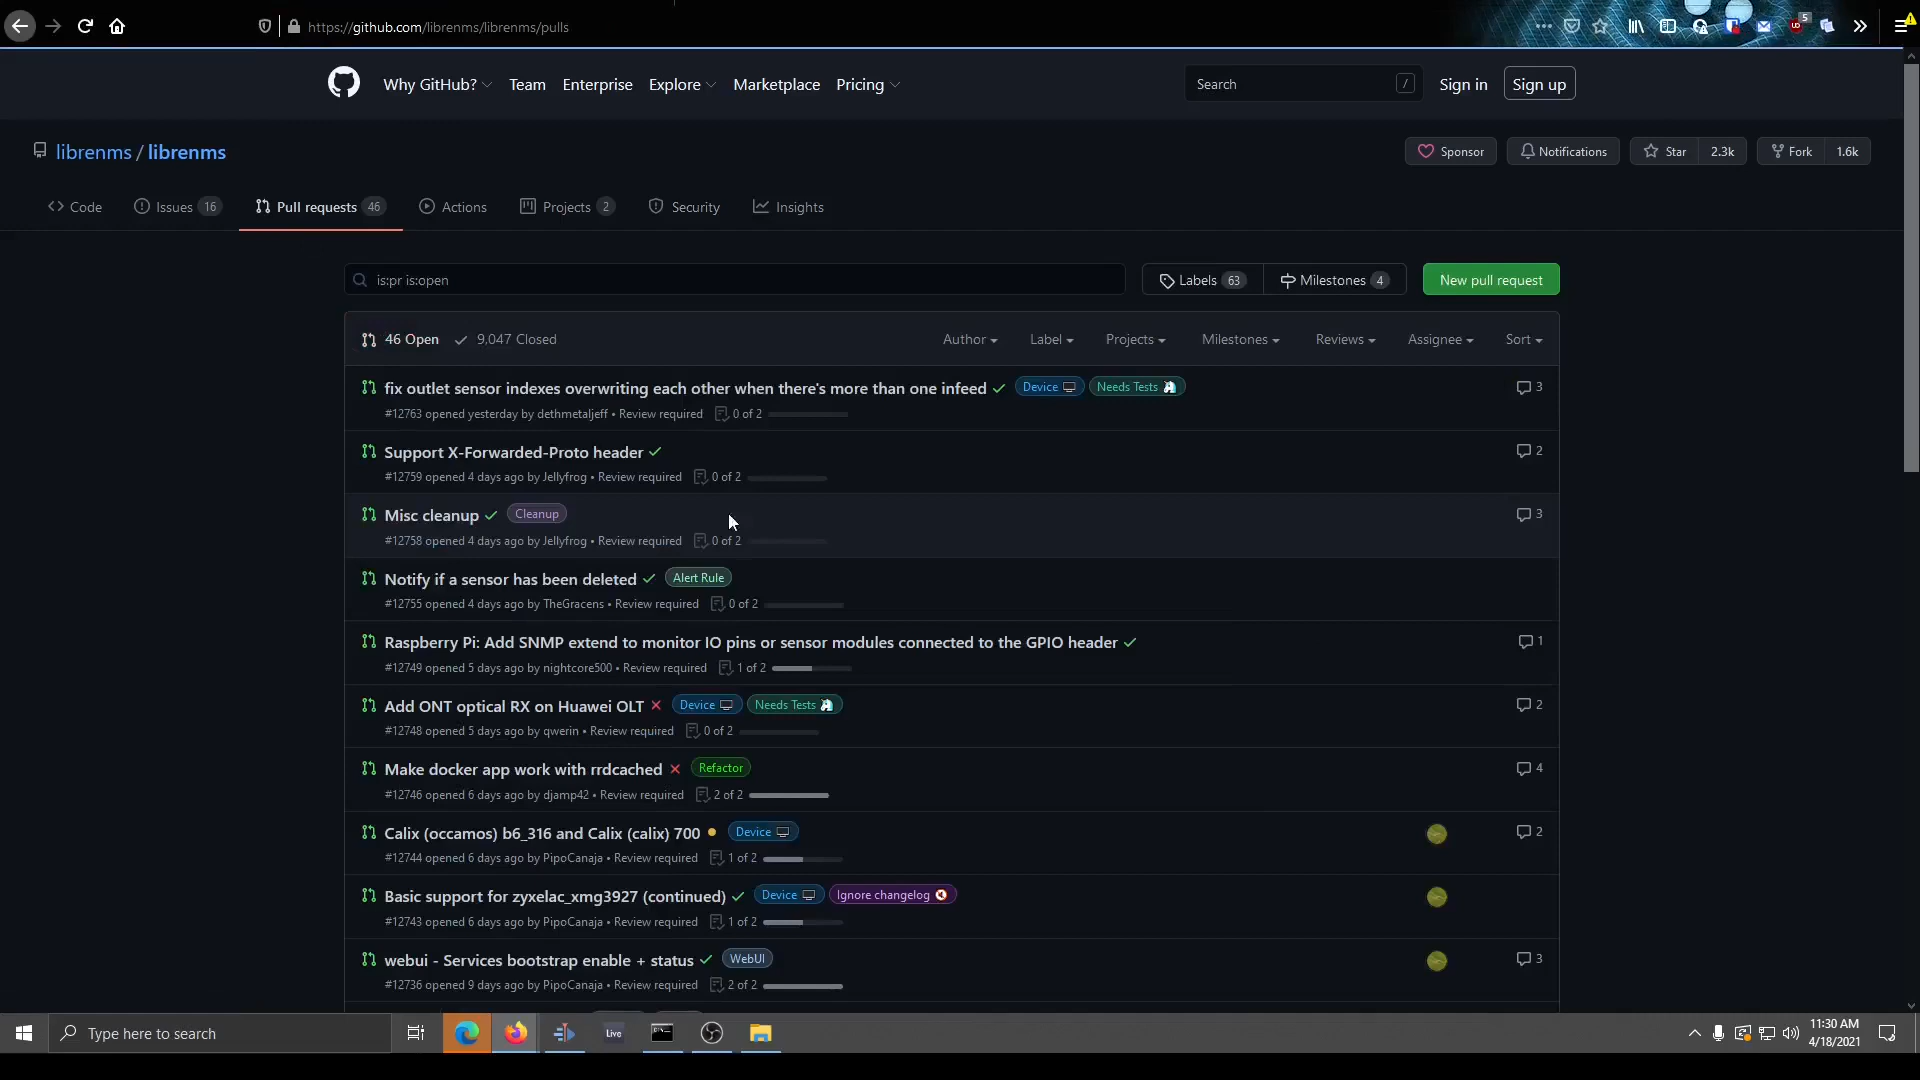 https://github.com/librenms/librenms/pulls
5
Why GitHub? Team Enterprise Explore Marketplace Pricing
Search /
Sign in Sign up
librenms / librenms
Sponsor Notifications Star 2.3k Fork 1.6k
Code Issues 16 Pull requests 46 Actions Projects 2 Security Insights
is:pr is:open
Labels 63 Milestones 4 New pull request
46 Open 9,047 Closed Author Label Projects Milestones Reviews Assignee Sort
fix outlet sensor indexes overwriting each other when there's more than one infeed Device Needs Tests 3
#12763 opened yesterday by dethmetaljeff • Review required 0 of 2
Support X-Forwarded-Proto header 2
#12759 opened 4 days ago by Jellyfrog • Review required 0 of 2
Misc cleanup Cleanup 3
#12758 opened 4 days ago by Jellyfrog • Review required 0 of 2
Notify if a sensor has been deleted Alert Rule
#12755 opened 4 days ago by TheGracens • Review required 0 of 2
Raspberry Pi: Add SNMP extend to monitor IO pins or sensor modules connected to the GPIO header 1
#12749 opened 5 days ago by nightcore500 • Review required 1 of 2
Add ONT optical RX on Huawei OLT Device Needs Tests 2
#12748 opened 5 days ago by qwerin • Review required 0 of 2
Make docker app work with rrdcached Refactor 4
#12746 opened 6 days ago by djamp42 • Review required 2 of 2
Calix (occamos) b6_316 and Calix (calix) 700 Device 2
#12744 opened 6 days ago by PipoCanaja • Review required 1 of 2
Basic support for zyxelac_xmg3927 (continued) Device Ignore changelog
#12743 opened 6 days ago by PipoCanaja • Review required 1 of 2
webui - Services bootstrap enable + status WebUI 3
#12736 opened 9 days ago by PipoCanaja • Review required 2 of 2
Type here to search
Live
11:30 AM
4/18/2021